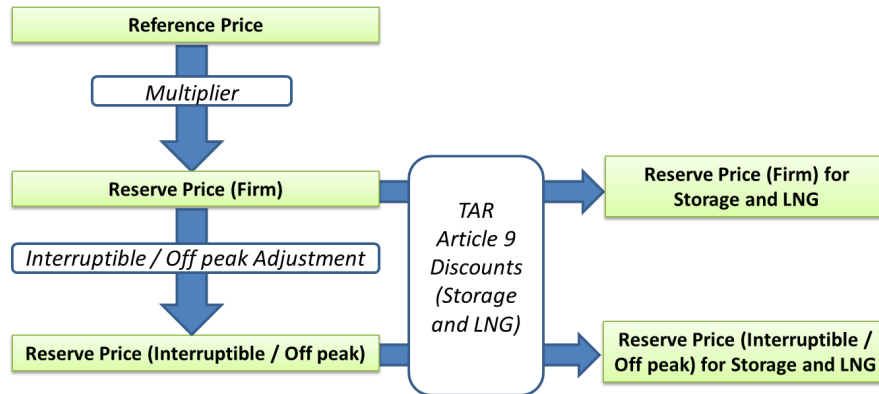 Reference Price
Multiplier
Reserve Price (Firm)
Interruptible / Off peak Adjustment
Reserve Price (Interruptible / Off peak)
TAR
Article 9
Discounts
(Storage
and LNG)
Reserve Price (Firm) for
Storage and LNG
Reserve Price (Interruptible /
Off peak) for Storage and LNG